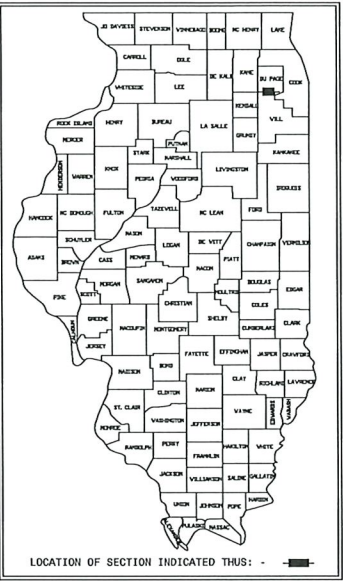 JO DAVIESS STEPHENSON WINNEBAGO BOONE MC HENRY LAKE
CARROLL OGLE DE KALB KANE DU PAGE COOK
WHITESIDE LEE KENDALL WILL
ROCK ISLAND HENRY BUREAU LA SALLE GRUNDY
MERCER PUTNAM KANKAKEE
HENDERSON WARREN KNOX STARK MARSHALL LIVINGSTON
PEORIA WOODFORD IROQUOIS
HANCOCK MC DONOUGH FULTON TAZEWELL MC LEAN FORD
MASON
SCHUYLER LOGAN DE WITT CHAMPAIGN VERMILION
ADAMS BROWN CASS MENARD MACON PIATT
MORGAN SANGAMON DOUGLAS EDGAR
PIKE SCOTT CHRISTIAN MOULTRIE COLES
GREENE MACOUPIN SHELBY CUMBERLAND CLARK
CALHOUN JERSEY MONTGOMERY
FAYETTE EFFINGHAM JASPER CRAWFORD
MADISON BOND
CLAY RICHLAND LAWRENCE
CLINTON MARION
ST. CLAIR WAYNE EDWARDS WABASH
MONROE WASHINGTON JEFFERSON
RANDOLPH PERRY HAMILTON WHITE
FRANKLIN
JACKSON WILLIAMSON SALINE GALLATIN
UNION JOHNSON POPE HARDIN
ALEXANDER PULASKI MASSAC
LOCATION OF SECTION INDICATED THUS: -